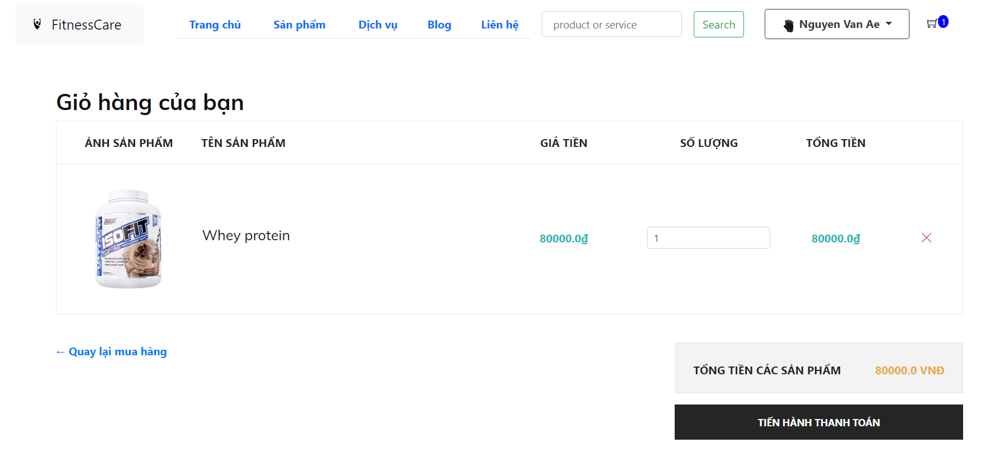 FitnessCare
Trang chủ
Sản phẩm
Dịch vụ
Blog
Liên hệ
product or service
Search
Nguyen Van Ae
1
Giỏ hàng của bạn
ẢNH SẢN PHẨM
TÊN SẢN PHẨM
GIÁ TIỀN
SỐ LƯỢNG
TỔNG TIỀN
Nutrex
ISOFIT
Whey protein
80000.0₫
1
80000.0₫
← Quay lại mua hàng
TỔNG TIỀN CÁC SẢN PHẨM
80000.0 VNĐ
TIẾN HÀNH THANH TOÁN